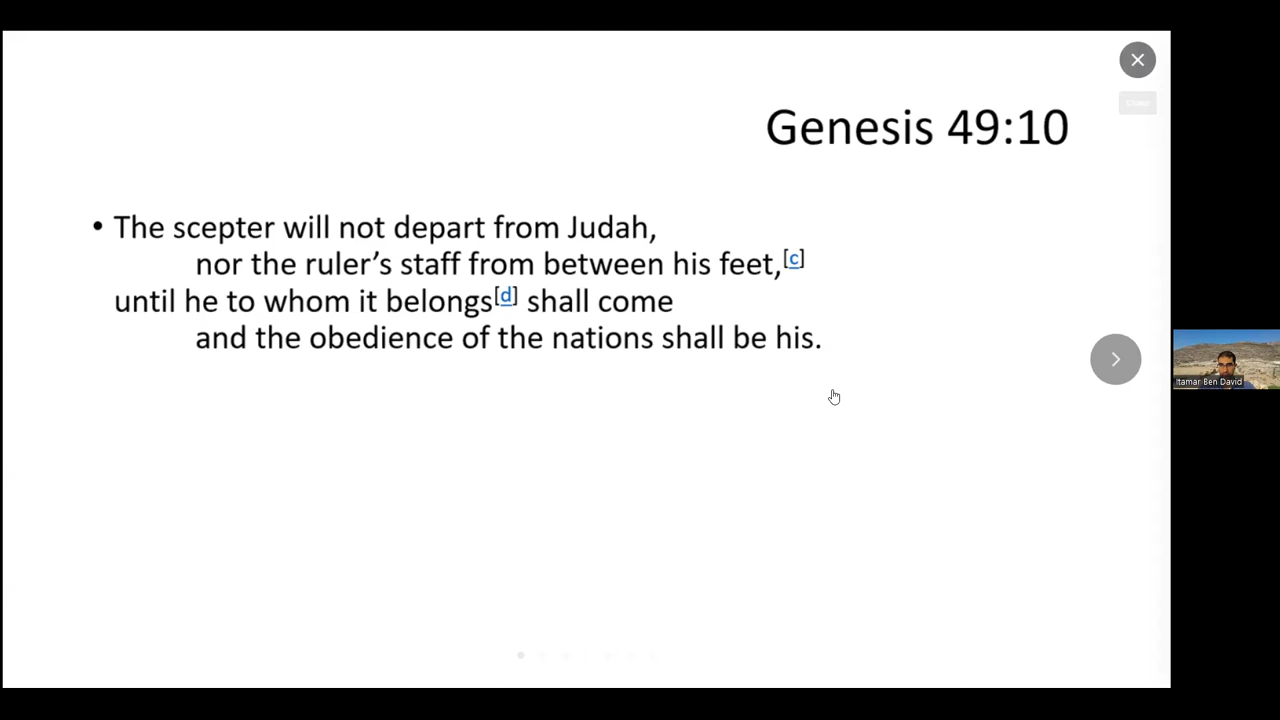 Genesis 49:10
• The scepter will not depart from Judah,
nor the ruler’s staff from between his feet,[c]
until he to whom it belongs[d] shall come
and the obedience of the nations shall be his.
Itamar Ben David